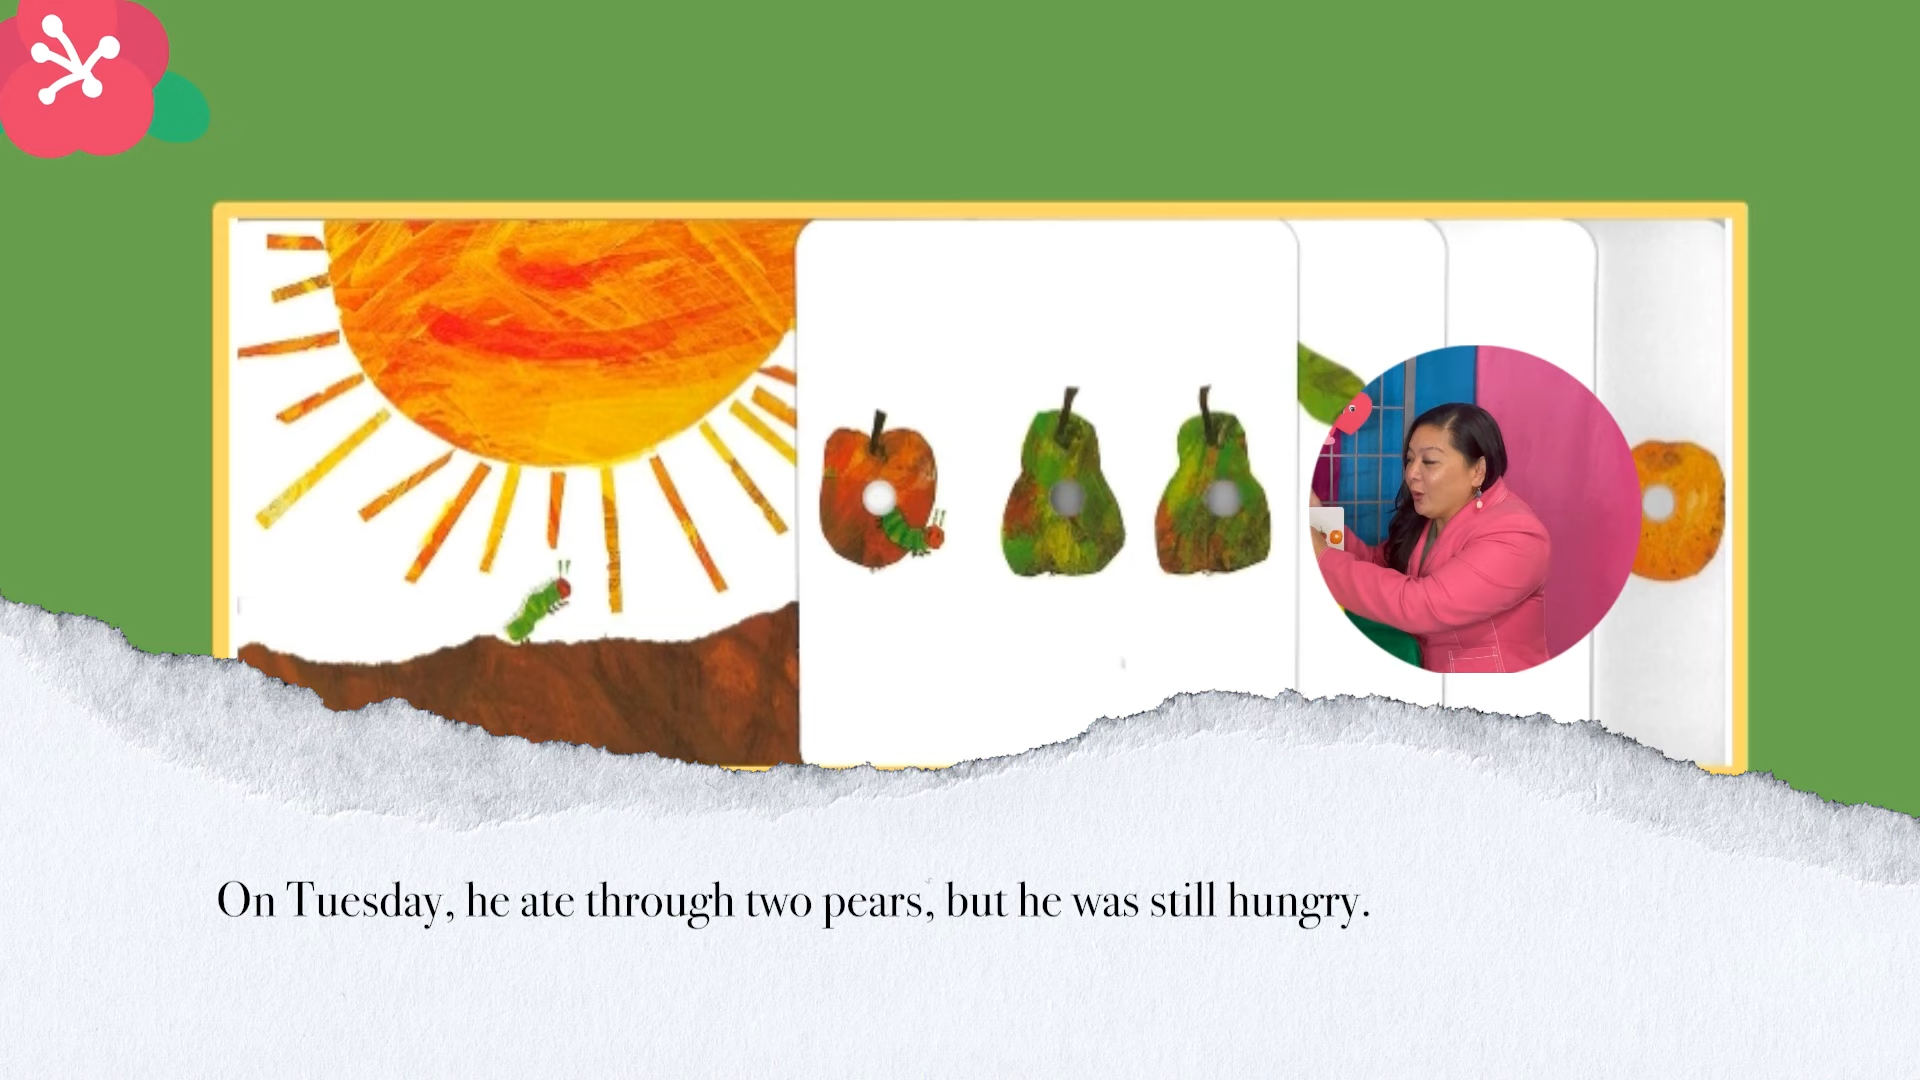 On Tuesday, he ate through two pears, but he was still hungry.